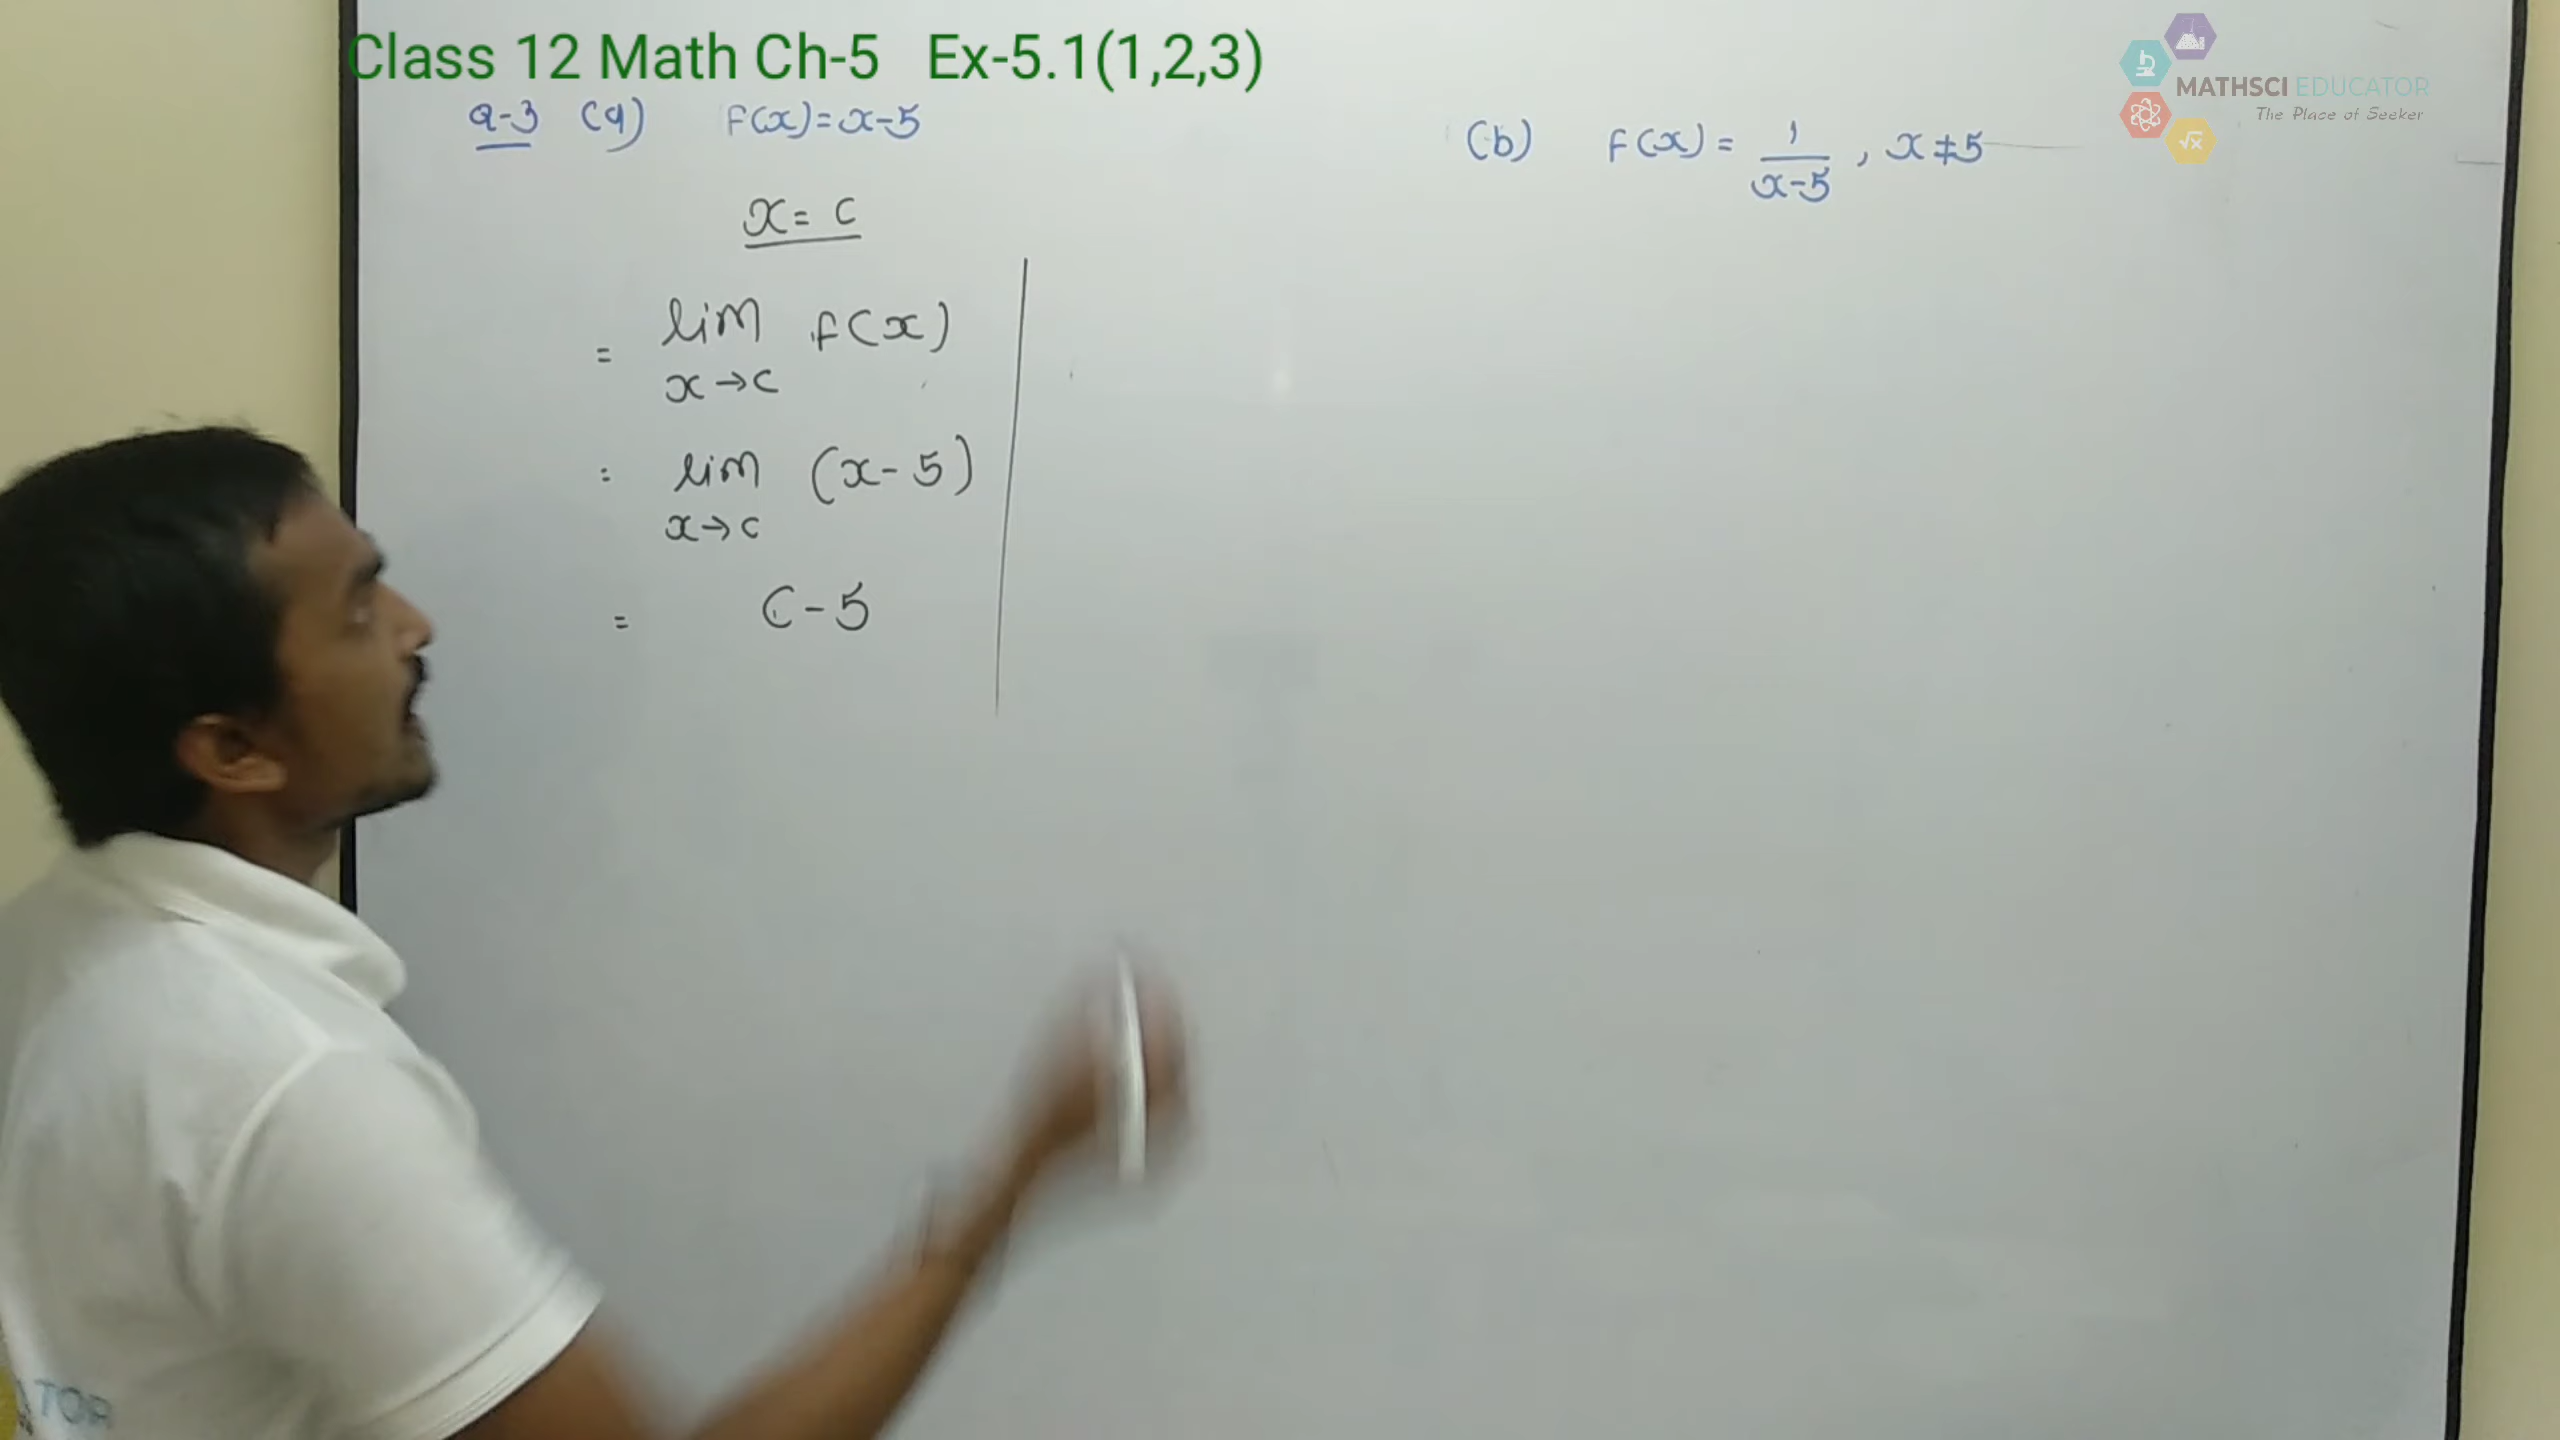 Class 12 Math Ch-5 Ex-5.1(1,2,3)
MATHSCI EDUCATOR
The Place of Seeker
√x
Q-3 (a) f(x)=x-5
x = c
= lim f(x)
x→c
= lim (x-5)
x→c
= C-5
(b) f(x) = 1/(x-5), x≠5
TOR